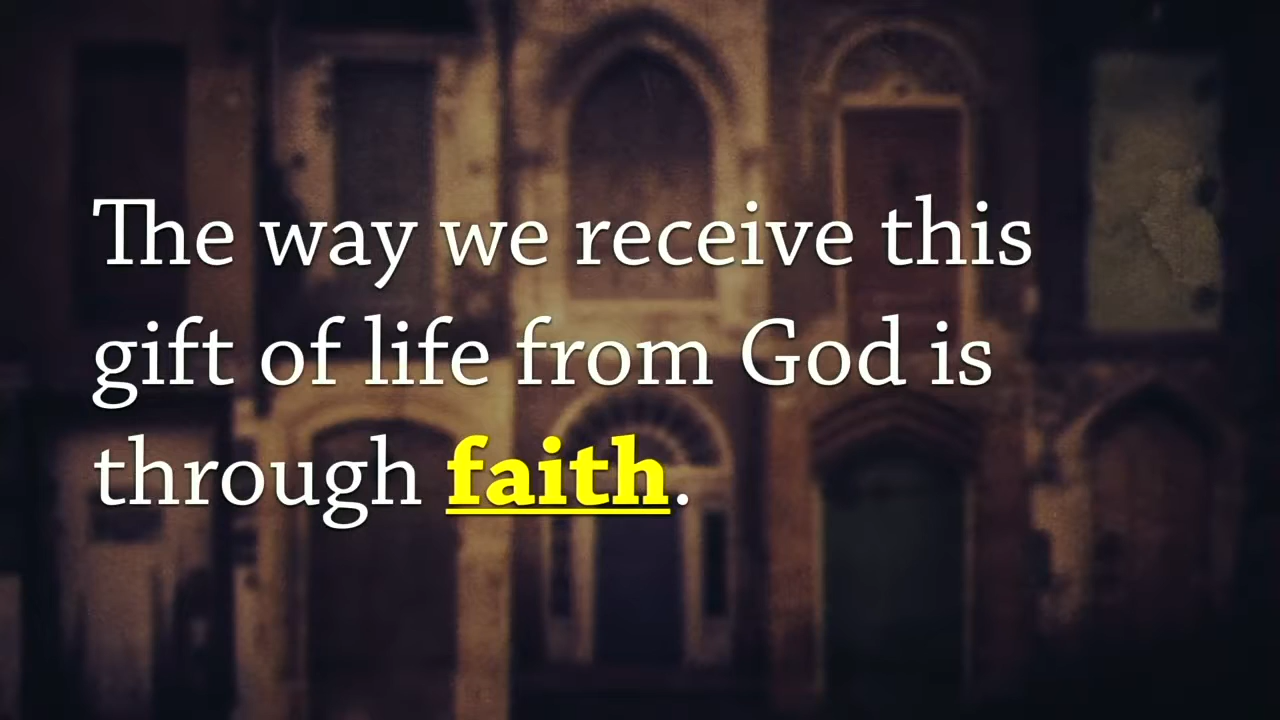 The way we receive this
gift of life from God is
through faith.